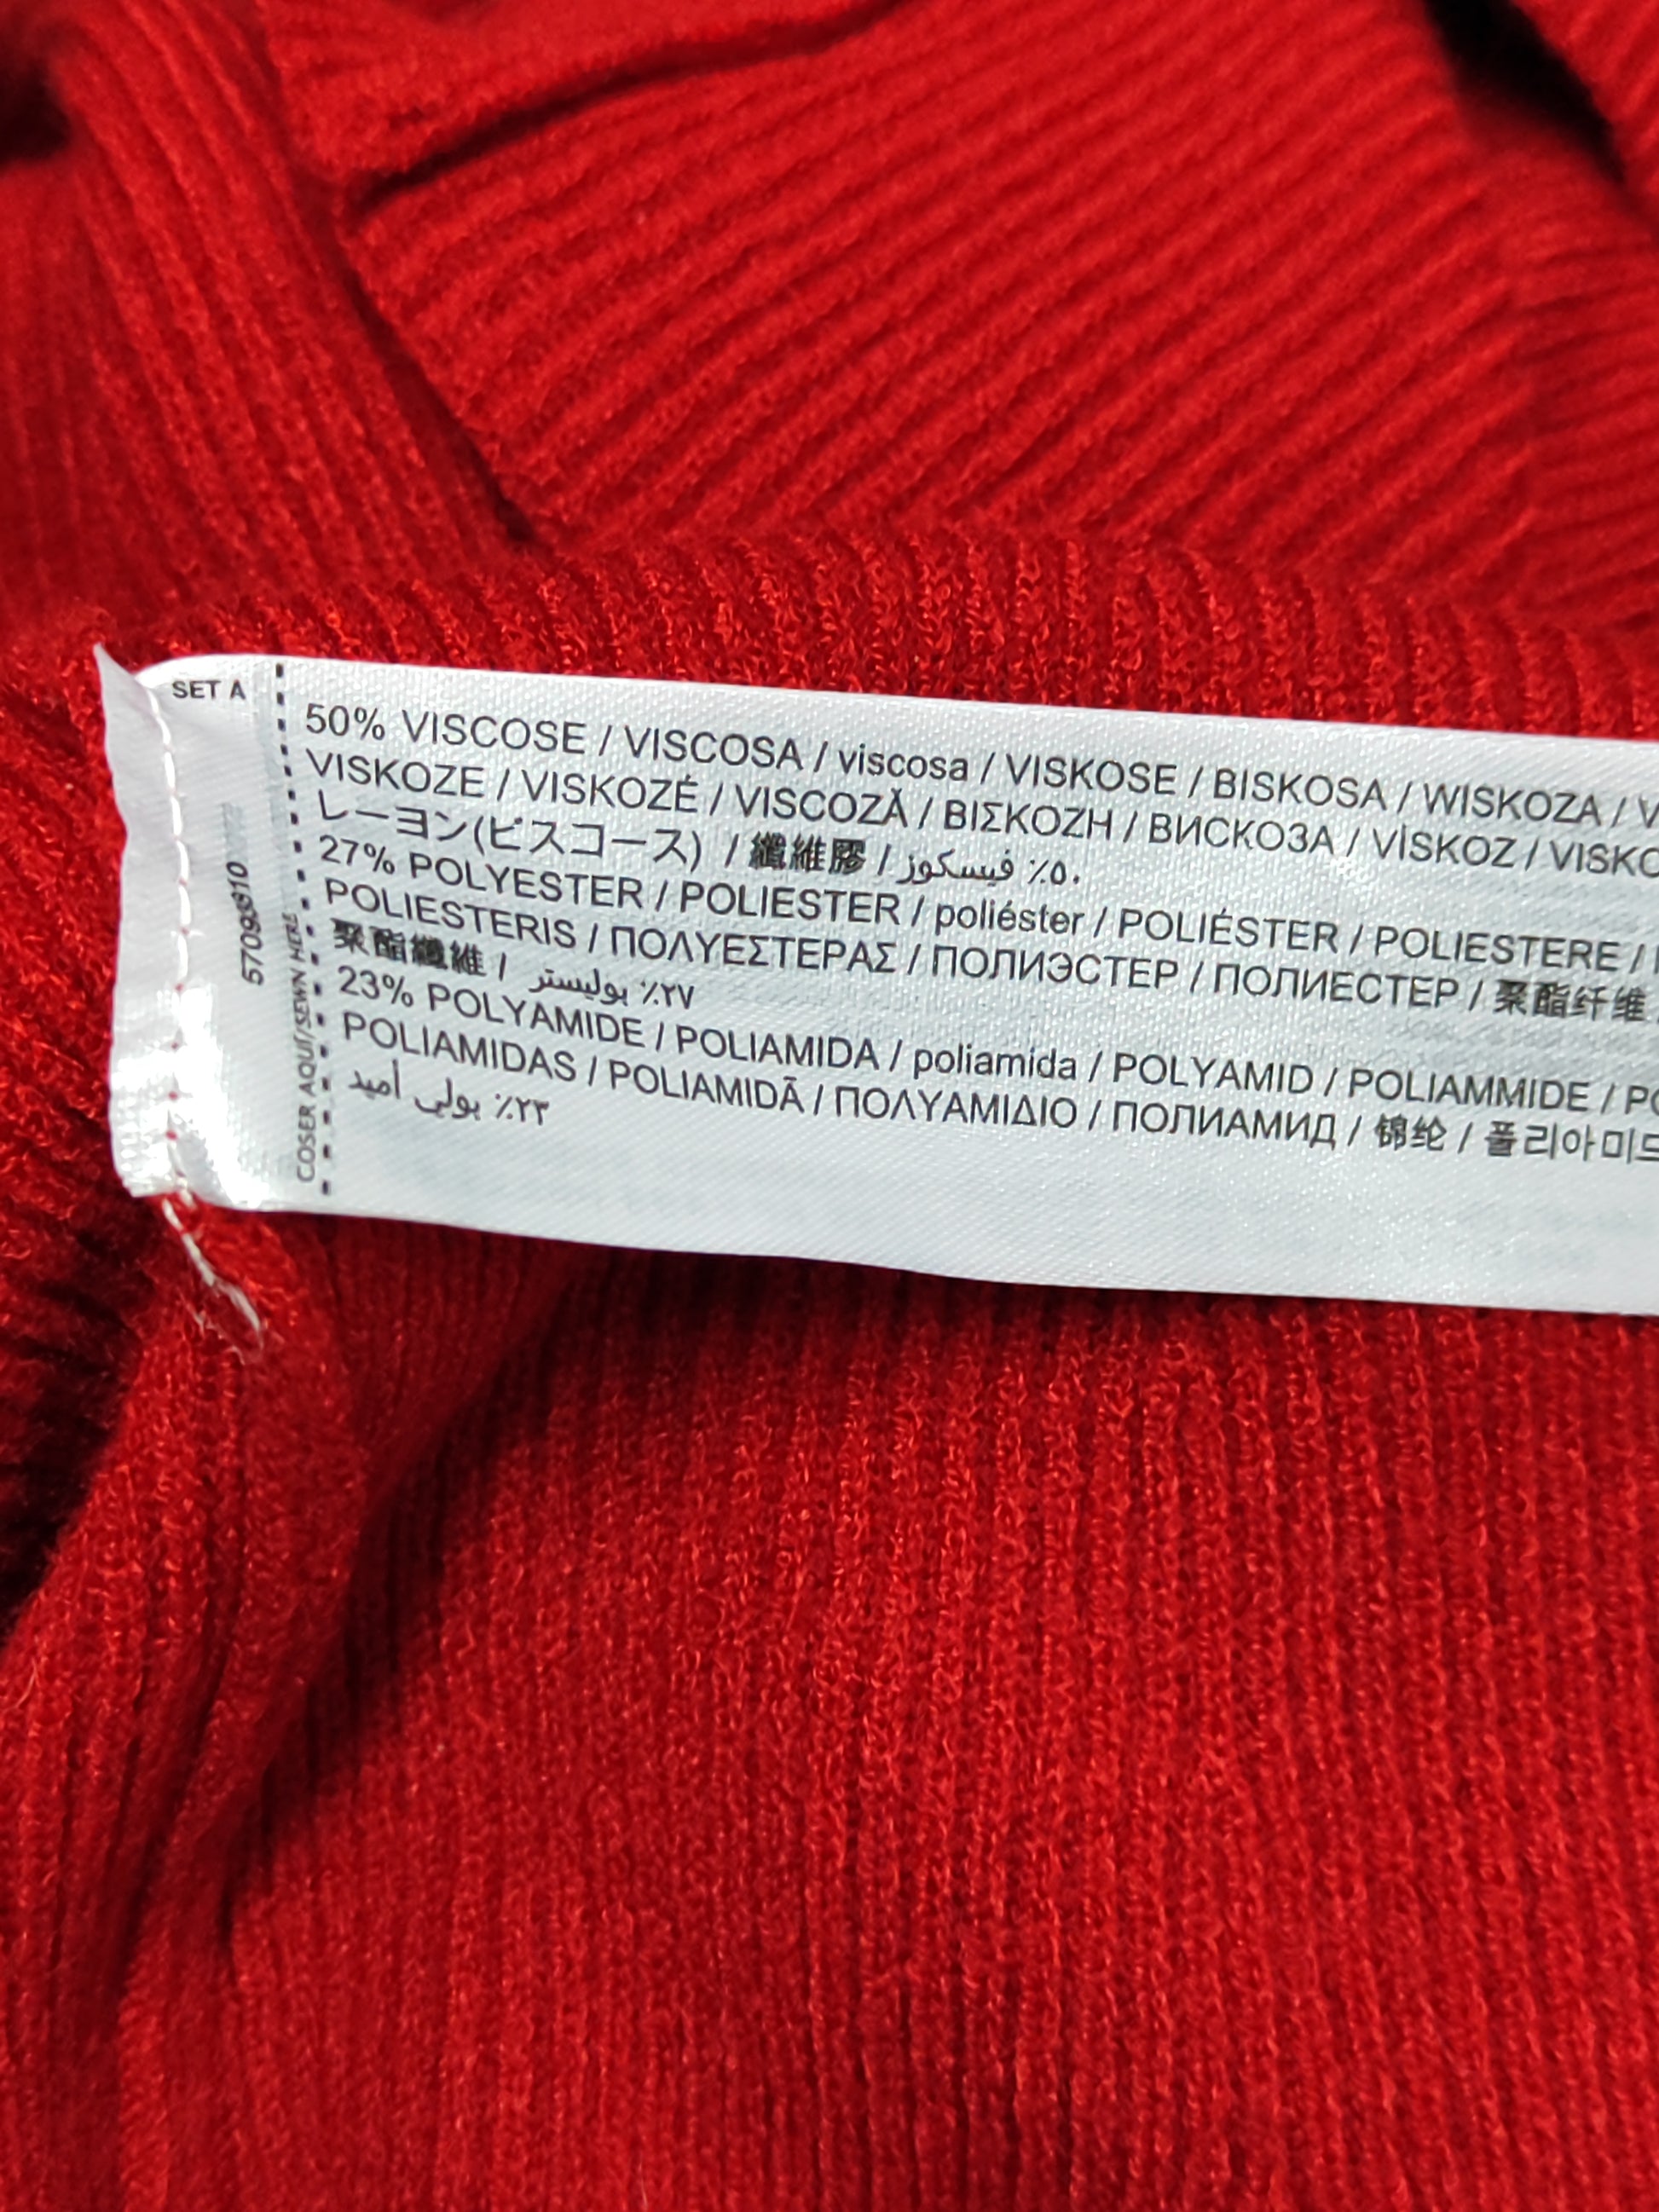 SET A
50% VISCOSE / VISCOSA / viscosa / VISKOSE / BISKOSA / WISKOZA /
VISKOZE / VISKOZÉ / VISCOZĂ / ΒΙΣΚΟΖΗ / ВИСКОЗА / VİSKOZ /
レーヨン(ビスコース) / 纖維膠 / ٥٠٪ فيسكوز
27% POLYESTER / POLIESTER / poliéster / POLIÉSTER / POLIESTERE /
POLIESTERIS / ΠΟΛΥΕΣΤΕΡΑΣ / ПОЛИЭСТЕР / ПОЛИЕСТЕР / 聚酯纤维
聚酯纖維 / ٢٧٪ بوليستر
23% POLYAMIDE / POLIAMIDA / poliamida / POLYAMID / POLIAMMIDE /
POLIAMIDAS / POLIAMIDĂ / ΠΟΛΥΑΜΙΔΙΟ / ПОЛИАМИД / 锦纶 / 폴리아미드
٢٣٪ بولي أميد
COSER AQUÍ/SEWN HERE